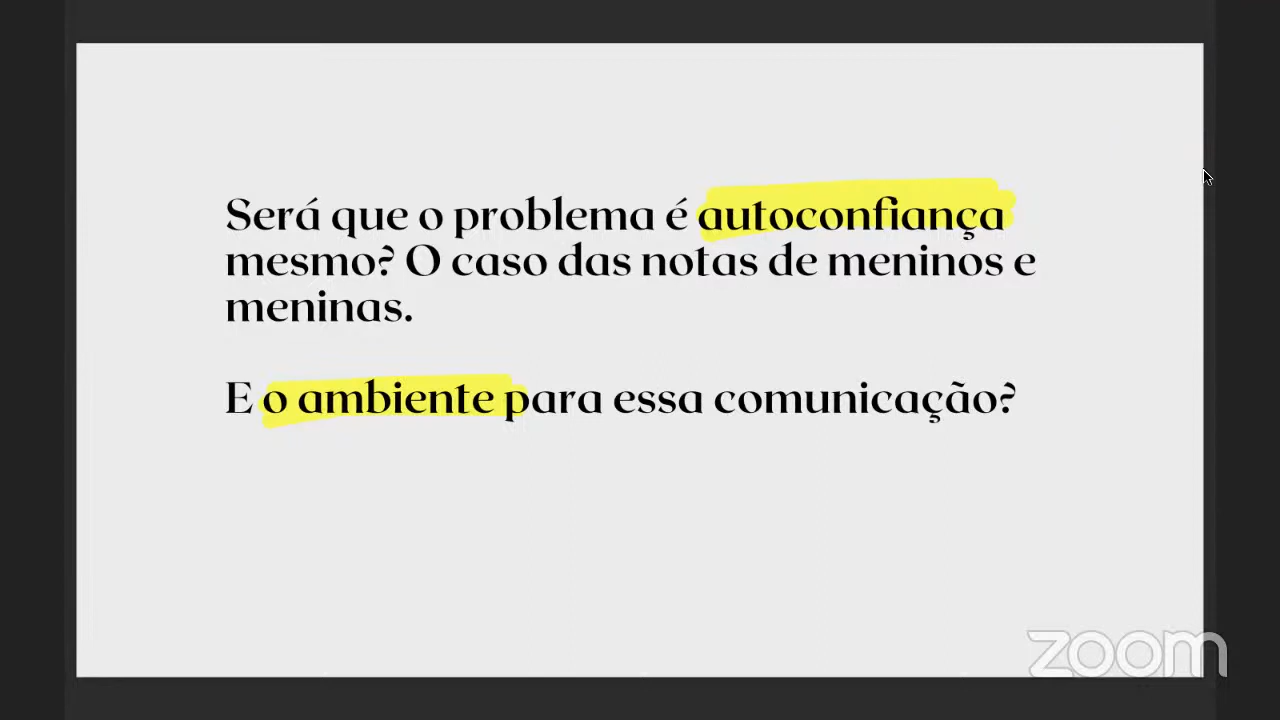 Será que o problema é autoconfiança
mesmo? O caso das notas de meninos e
meninas.
E o ambiente para essa comunicação?
zoom